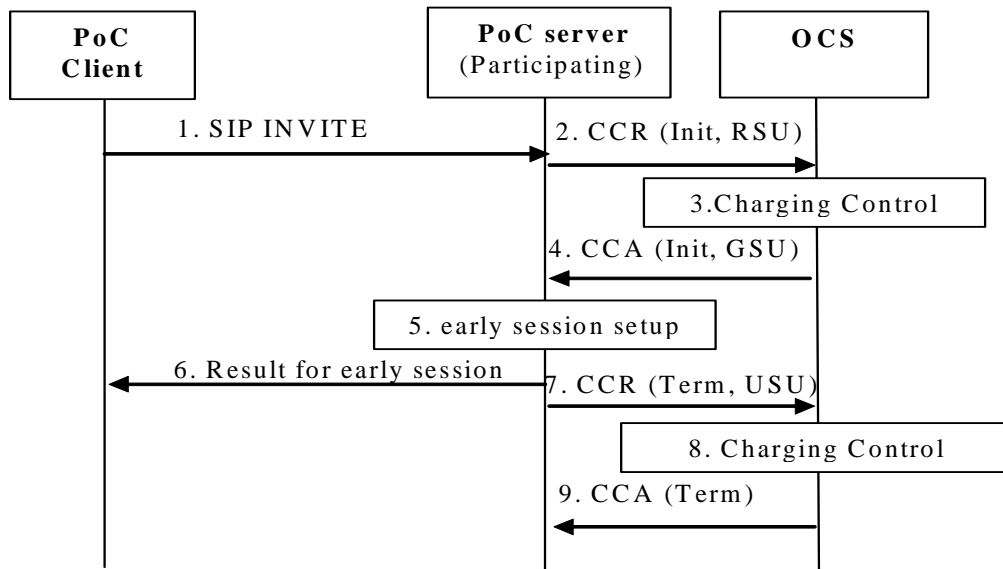 PoC
Client
PoC server
(Participating)
OCS
1. SIP INVITE
2. CCR (Init, RSU)
3.Charging Control
4. CCA (Init, GSU)
5. early session setup
6. Result for early session
7. CCR (Term, USU)
8. Charging Control
9. CCA (Term)